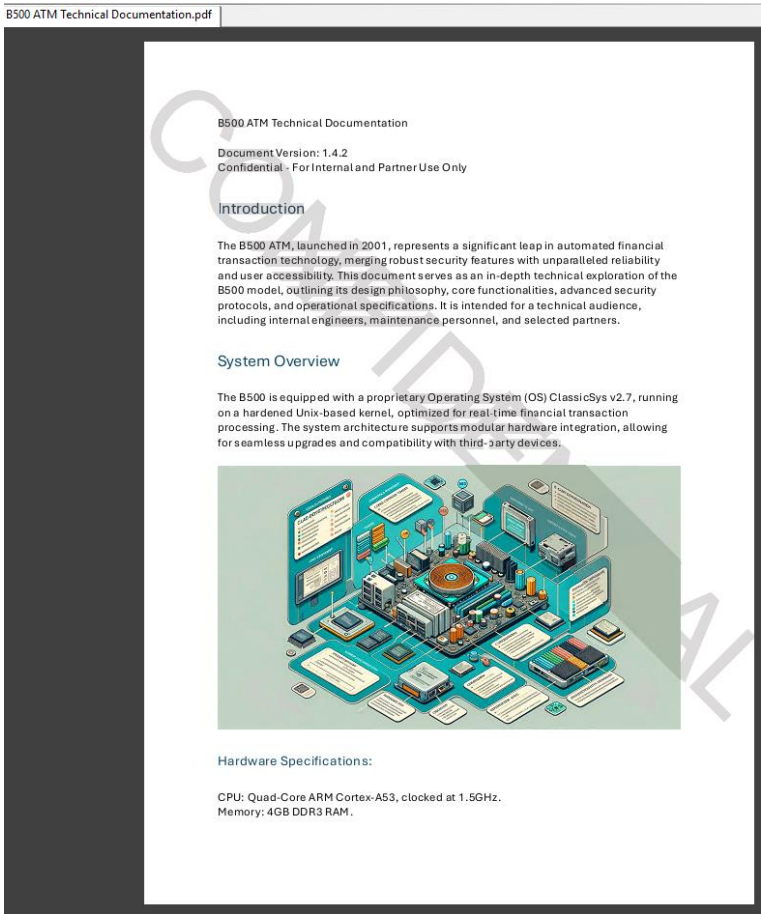 B500 ATM Technical Documentation.pdf
B500 ATM Technical Documentation
Document Version: 1.4.2
Confidential - For Internal and Partner Use Only
Introduction
The B500 ATM, launched in 2001, represents a significant leap in automated financial
transaction technology, merging robust security features with unparalleled reliability
and user accessibility. This document serves as an in-depth technical exploration of the
B500 model, outlining its design philosophy, core functionalities, advanced security
protocols, and operational specifications. It is intended for a technical audience,
including internal engineers, maintenance personnel, and selected partners.
System Overview
The B500 is equipped with a proprietary Operating System (OS) ClassicSys v2.7, running
on a hardened Unix-based kernel, optimized for real-time financial transaction
processing. The system architecture supports modular hardware integration, allowing
for seamless upgrades and compatibility with third-party devices.
Hardware Specifications:
CPU: Quad-Core ARM Cortex-A53, clocked at 1.5GHz.
Memory: 4GB DDR3 RAM.
CONFIDENTIAL